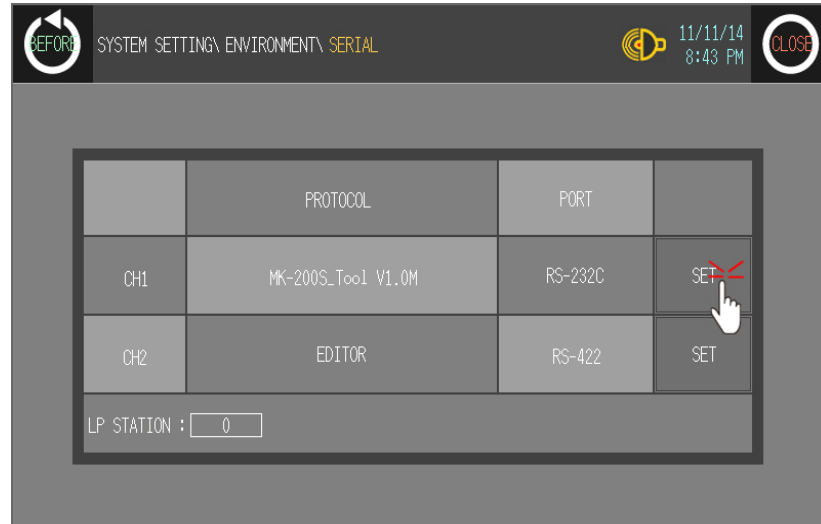 BEFORE SYSTEM SETTING\ ENVIRONMENT\ SERIAL 11/11/14 CLOSE
8:43 PM
PROTOCOL PORT
CH1 MK-200S_Tool V1.0M RS-232C SET
CH2 EDITOR RS-422 SET
LP STATION : 0